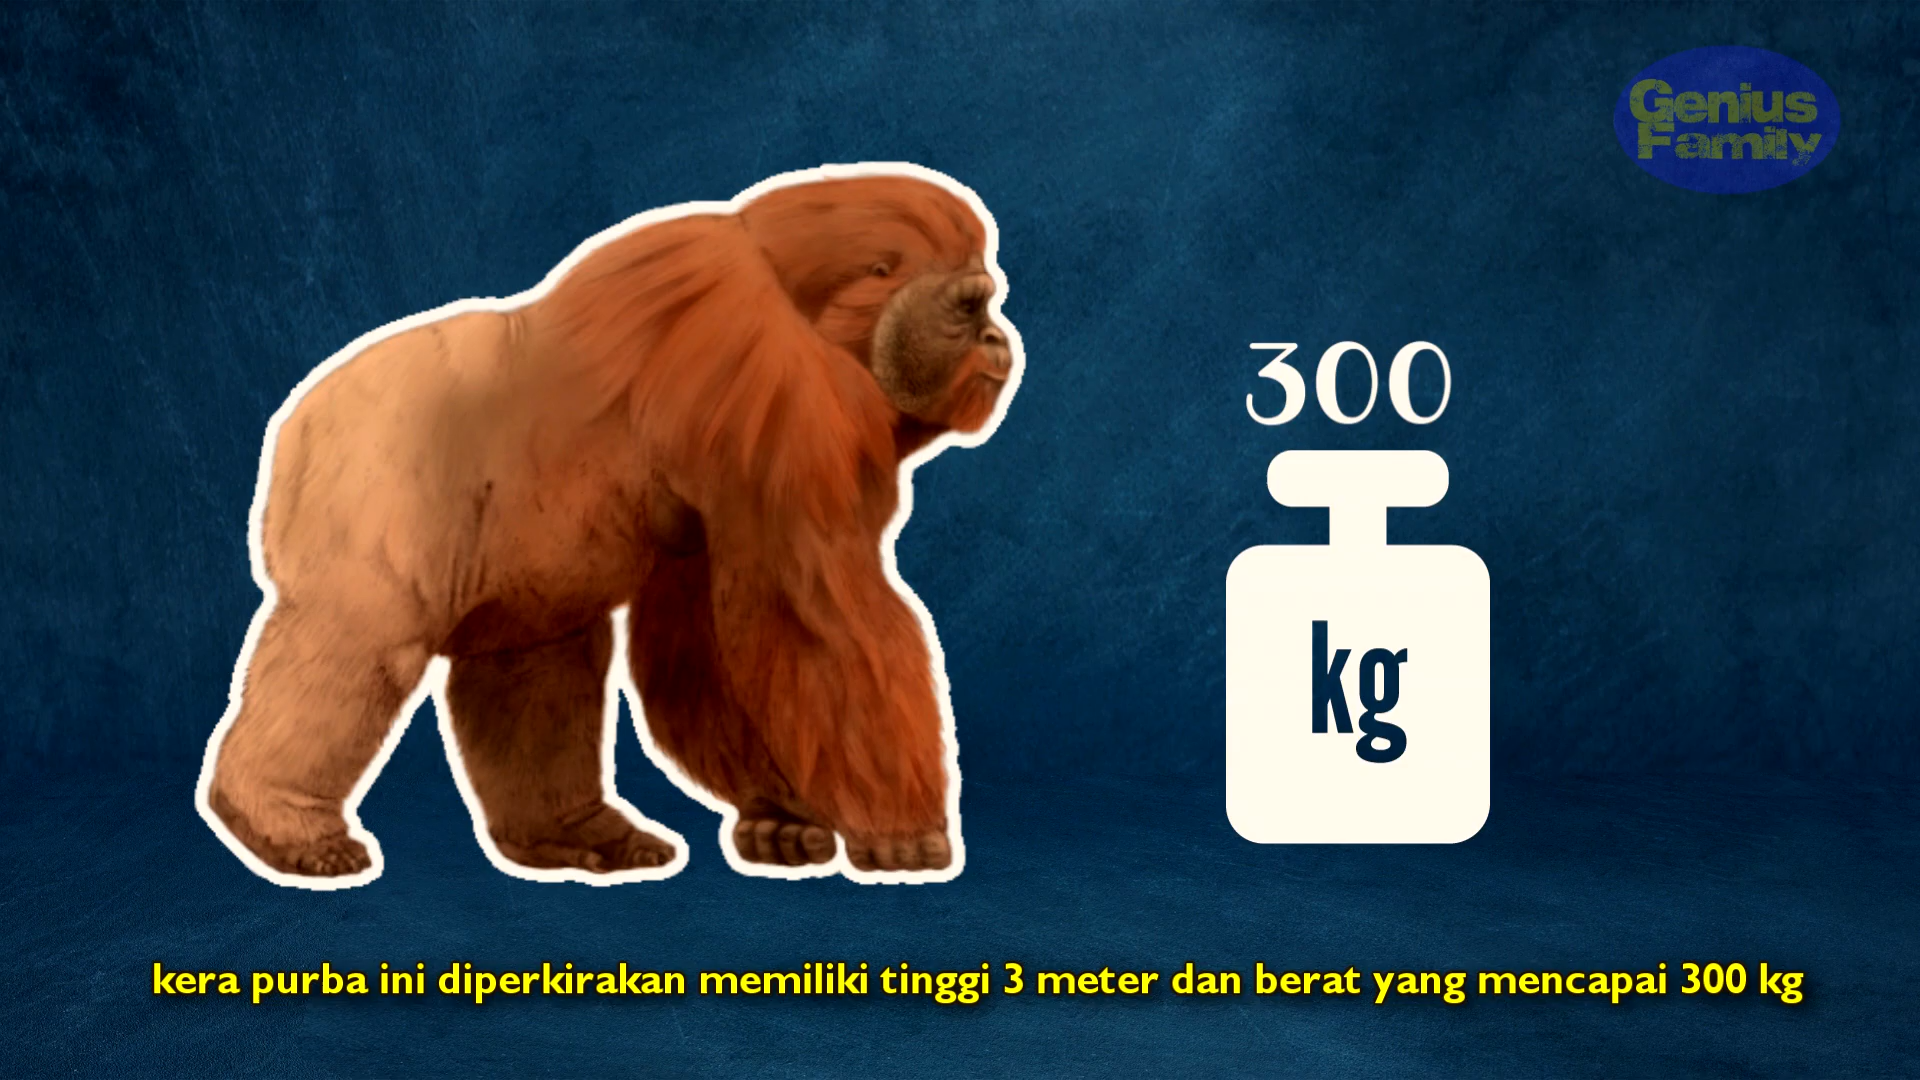 Genius
Family
300
kg
kera purba ini diperkirakan memiliki tinggi 3 meter dan berat yang mencapai 300 kg